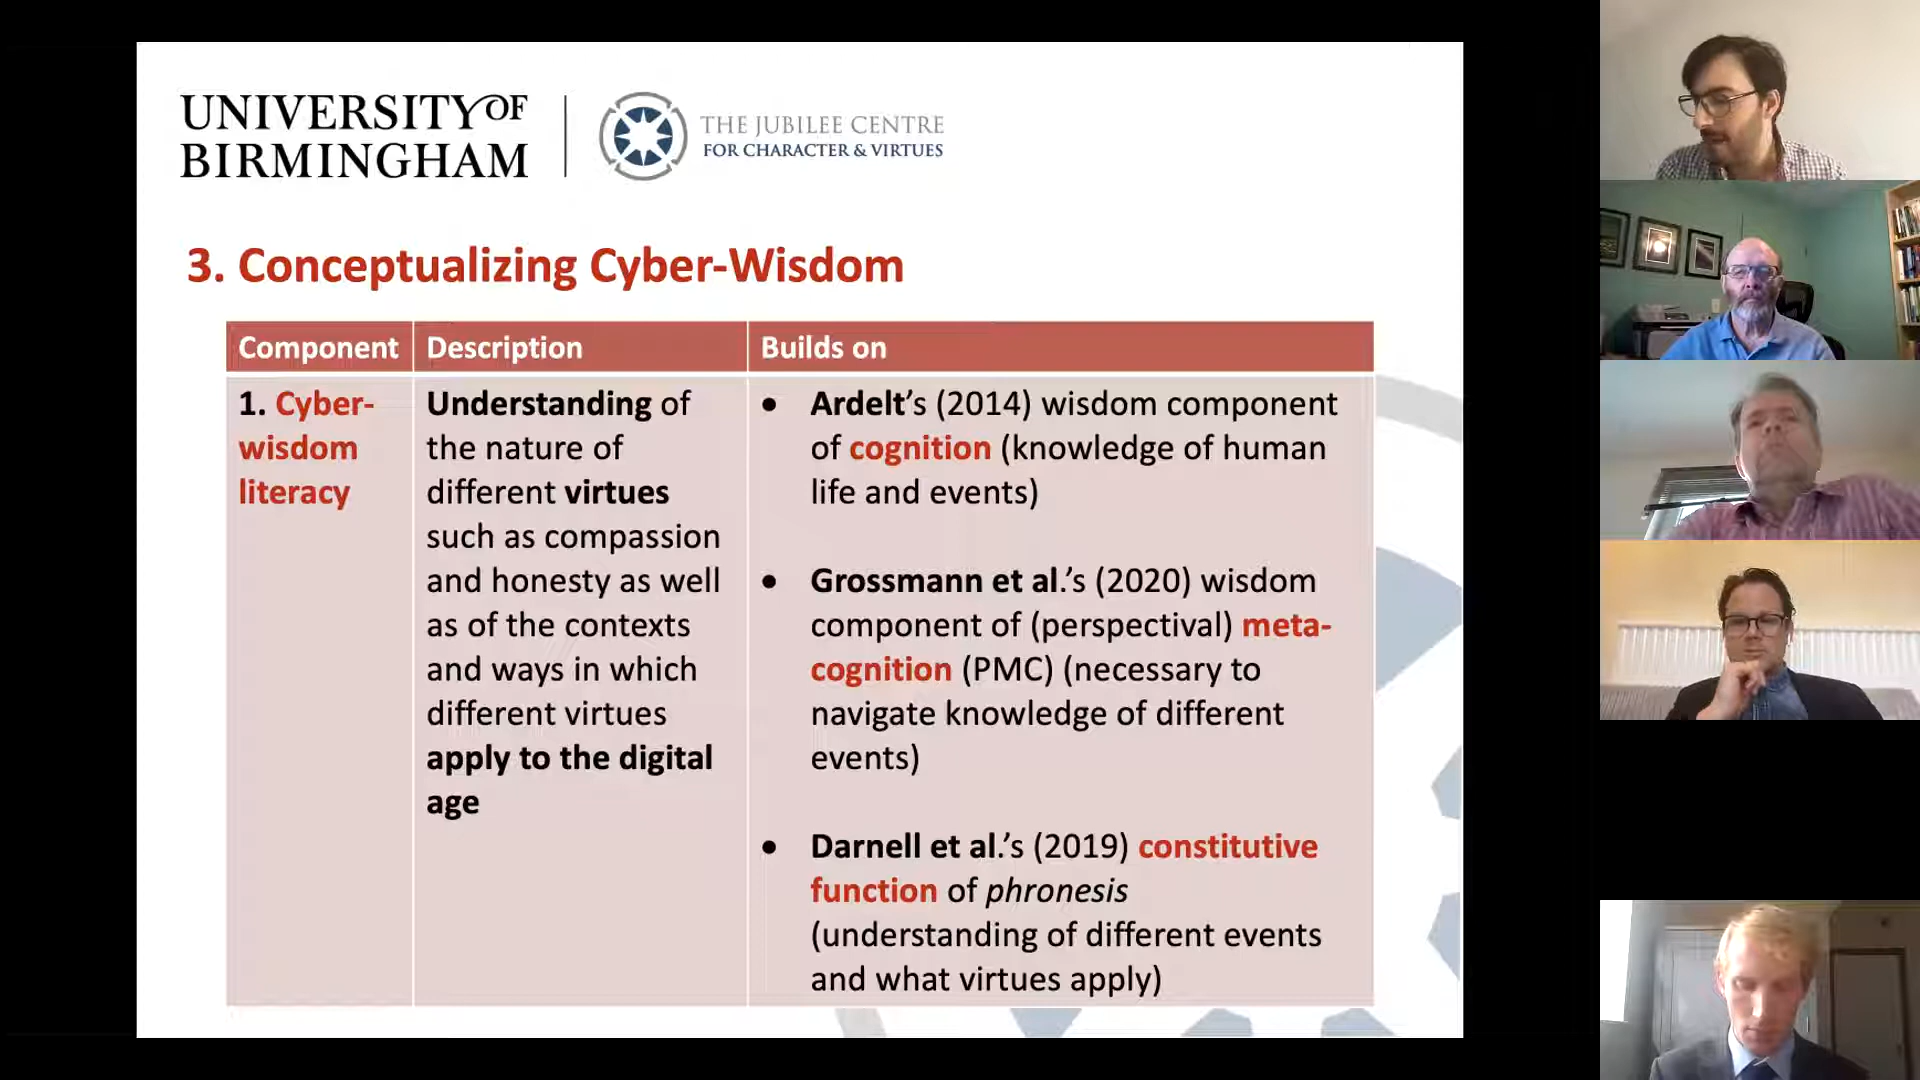 UNIVERSITY OF
BIRMINGHAM
THE JUBILEE CENTRE
FOR CHARACTER & VIRTUES
3. Conceptualizing Cyber-Wisdom
Component
Description
Builds on
1. Cyber-
wisdom
literacy
Understanding of
the nature of
different virtues
such as compassion
and honesty as well
as of the contexts
and ways in which
different virtues
apply to the digital
age
• Ardelt’s (2014) wisdom component
of cognition (knowledge of human
life and events)
• Grossmann et al.’s (2020) wisdom
component of (perspectival) meta-
cognition (PMC) (necessary to
navigate knowledge of different
events)
• Darnell et al.’s (2019) constitutive
function of phronesis
(understanding of different events
and what virtues apply)